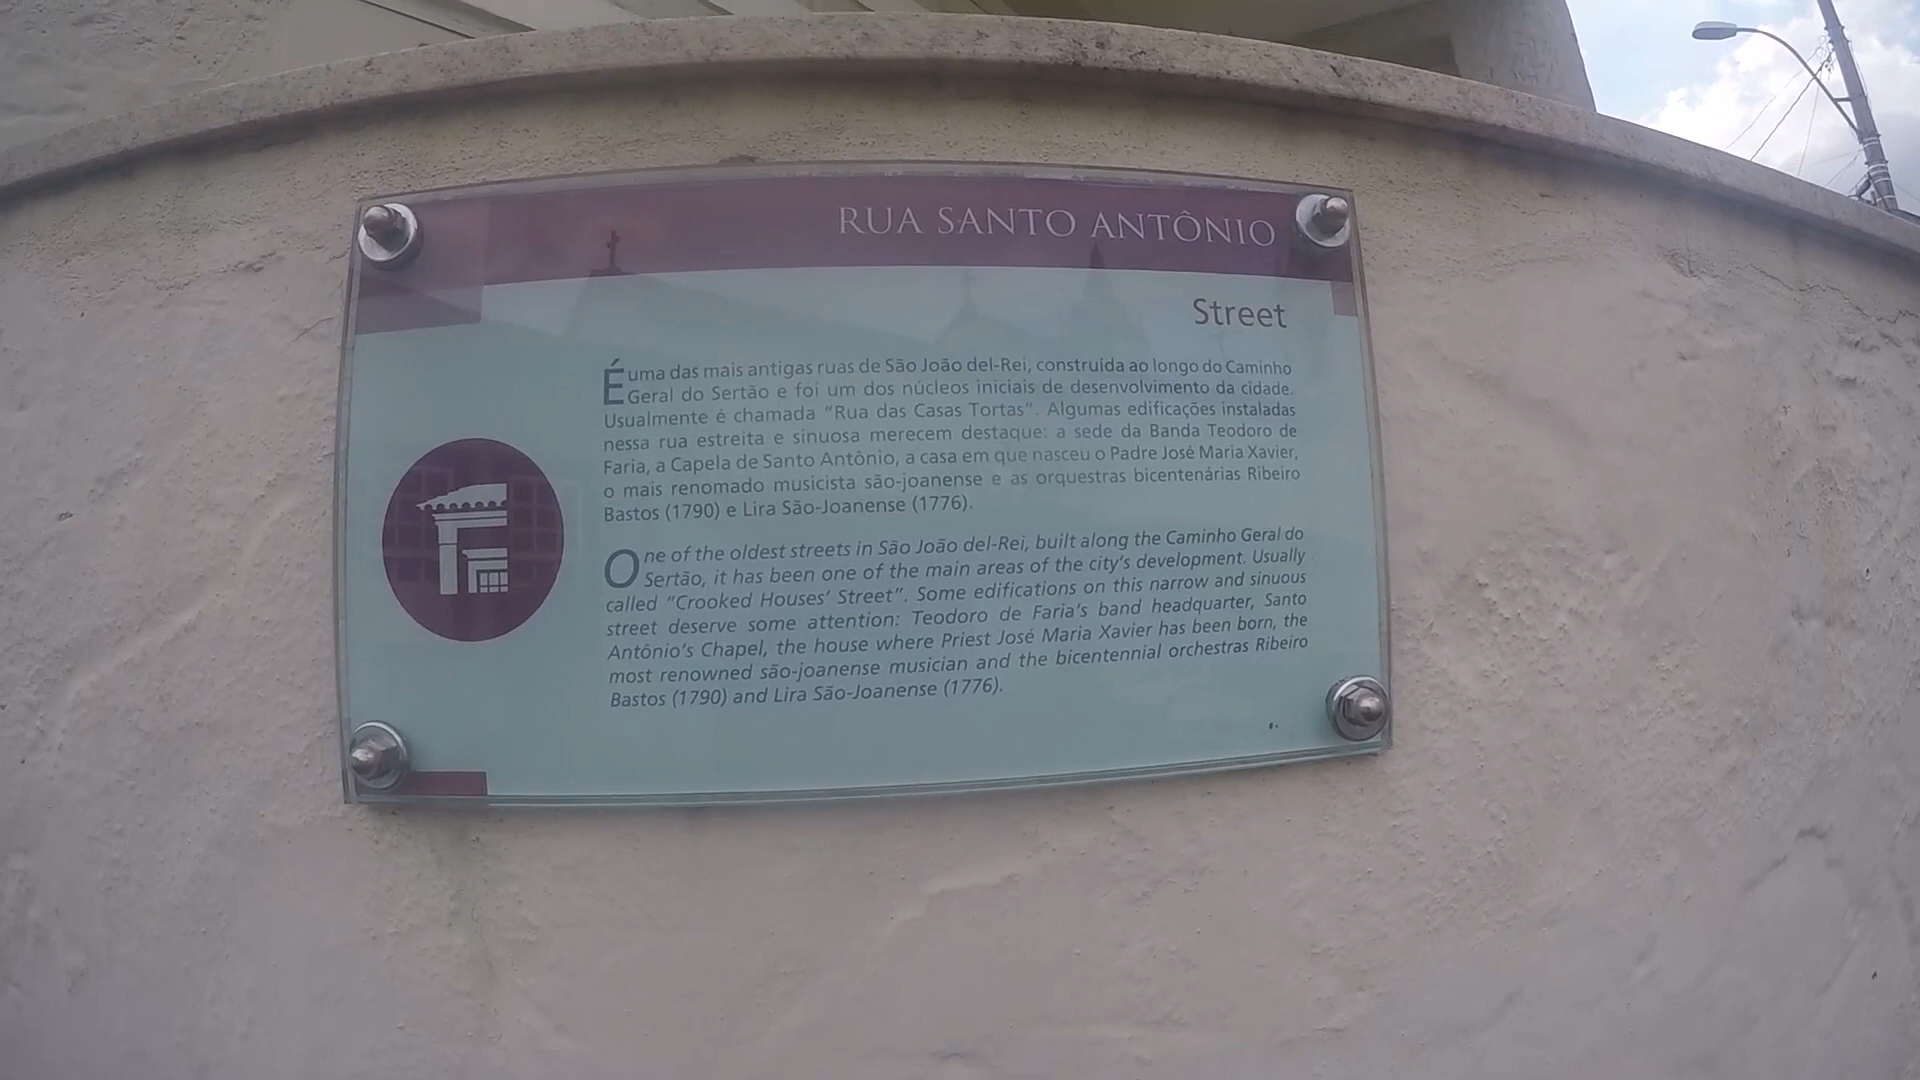 RUA SANTO ANTÔNIO
Street
É uma das mais antigas ruas de São João del-Rei, construída ao longo do Caminho
Geral do Sertão e foi um dos núcleos iniciais de desenvolvimento da cidade.
Usualmente é chamada "Rua das Casas Tortas". Algumas edificações instaladas
nessa rua estreita e sinuosa merecem destaque: a sede da Banda Teodoro de
Faria, a Capela de Santo Antônio, a casa em que nasceu o Padre José Maria Xavier,
o mais renomado musicista são-joanense e as orquestras bicentenárias Ribeiro
Bastos (1790) e Lira São-Joanense (1776).
One of the oldest streets in São João del-Rei, built along the Caminho Geral do
Sertão, it has been one of the main areas of the city's development. Usually
called "Crooked Houses' Street". Some edifications on this narrow and sinuous
street deserve some attention: Teodoro de Faria's band headquarter, Santo
Antônio's Chapel, the house where Priest José Maria Xavier has been born, the
most renowned são-joanense musician and the bicentennial orchestras Ribeiro
Bastos (1790) and Lira São-Joanense (1776).